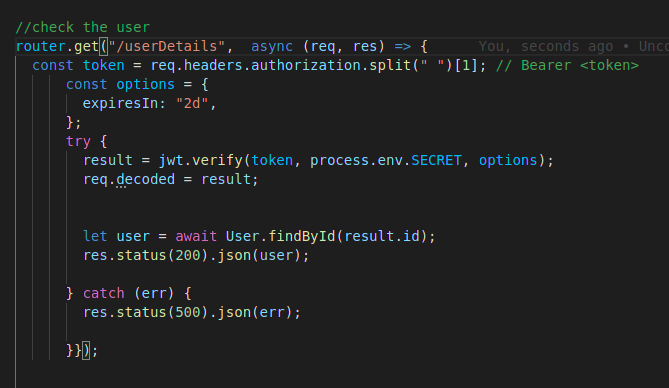 //check the user
router.get("/userDetails",  async (req, res) => {      You, seconds ago • Unco
  const token = req.headers.authorization.split(" ")[1]; // Bearer <token>
      const options = {
        expiresIn: "2d",
      };
      try {
        result = jwt.verify(token, process.env.SECRET, options);
        req.decoded = result;
        let user = await User.findById(result.id);
        res.status(200).json(user);
      } catch (err) {
        res.status(500).json(err);
      }});